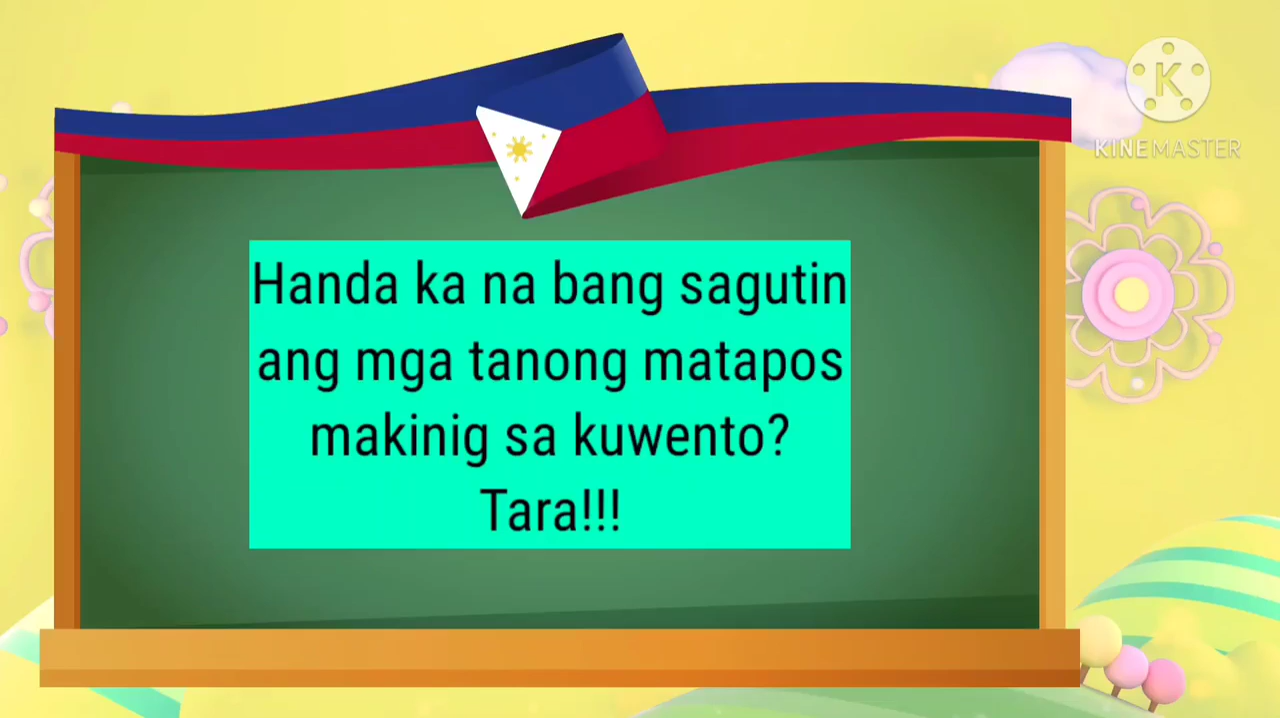 Handa ka na bang sagutin
ang mga tanong matapos
makinig sa kuwento?
Tara!!!
K
KINEMASTER